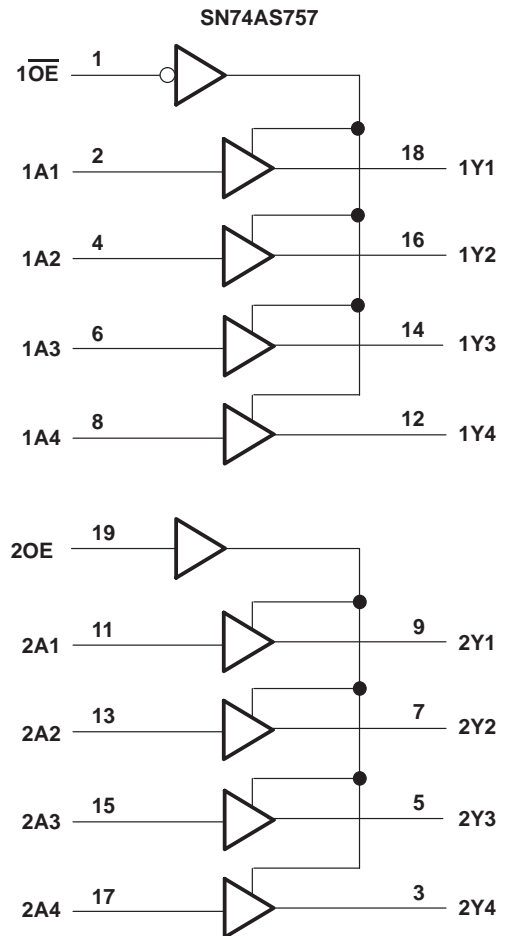 SN74AS757
1O̅E̅ 1
1A1 2 18 1Y1
1A2 4 16 1Y2
1A3 6 14 1Y3
1A4 8 12 1Y4
2OE 19
2A1 11 9 2Y1
2A2 13 7 2Y2
2A3 15 5 2Y3
2A4 17 3 2Y4